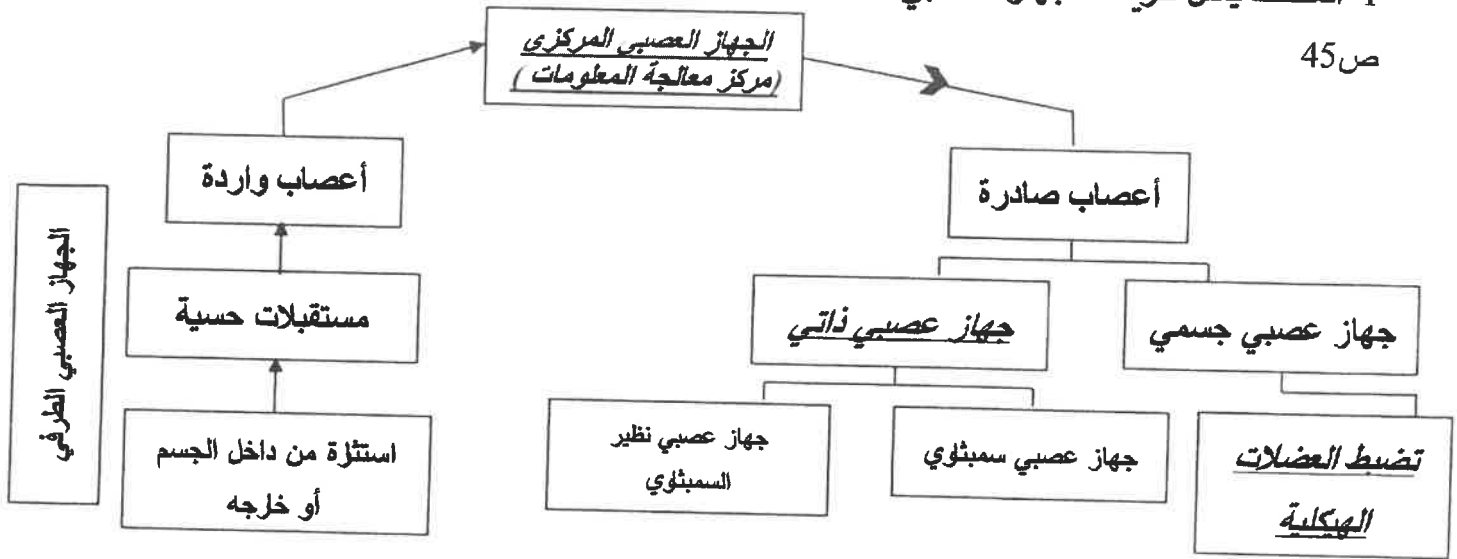 ص45
الجهاز العصبي المركزي
(مركز معالجة المعلومات)
أعصاب واردة
أعصاب صادرة
الجهاز العصبي الطرفي
مستقبلات حسية
جهاز عصبي ذاتي
جهاز عصبي جسمي
استثارة من داخل الجسم
أو خارجه
جهاز عصبي نظير
السمبثاوي
جهاز عصبي سمبثاوي
تضبط العضلات
الهيكلية